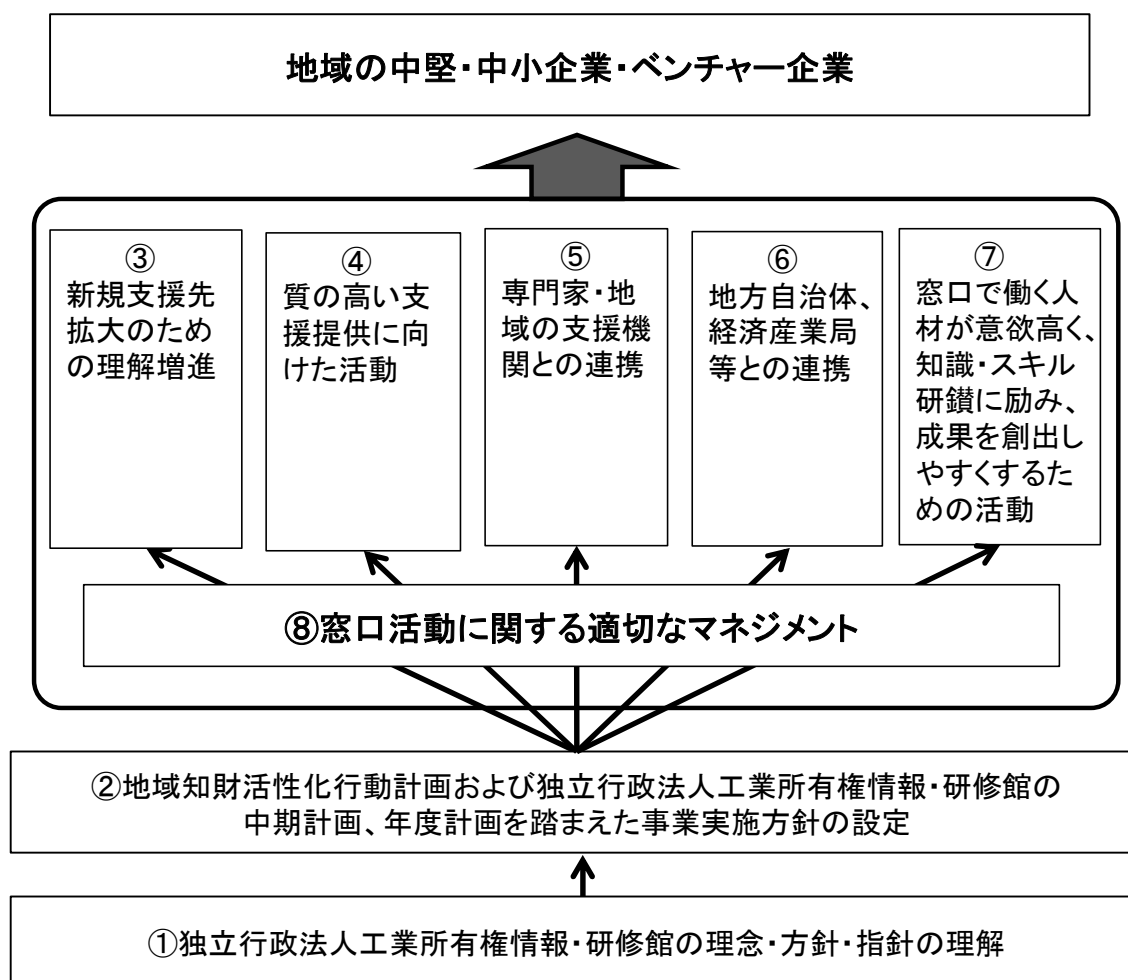 地域の中堅・中小企業・ベンチャー企業
③
新規支援先
拡大のため
の理解増進
④
質の高い支
援提供に向
けた活動
⑤
専門家・地
域の支援機
関との連携
⑥
地方自治体、
経済産業局
等との連携
⑦
窓口で働く人
材が意欲高く、
知識・スキル
研鑚に励み、
成果を創出し
やすくするた
めの活動
⑧窓口活動に関する適切なマネジメント
②地域知財活性化行動計画および独立行政法人工業所有権情報・研修館の
中期計画、年度計画を踏まえた事業実施方針の設定
①独立行政法人工業所有権情報・研修館の理念・方針・指針の理解